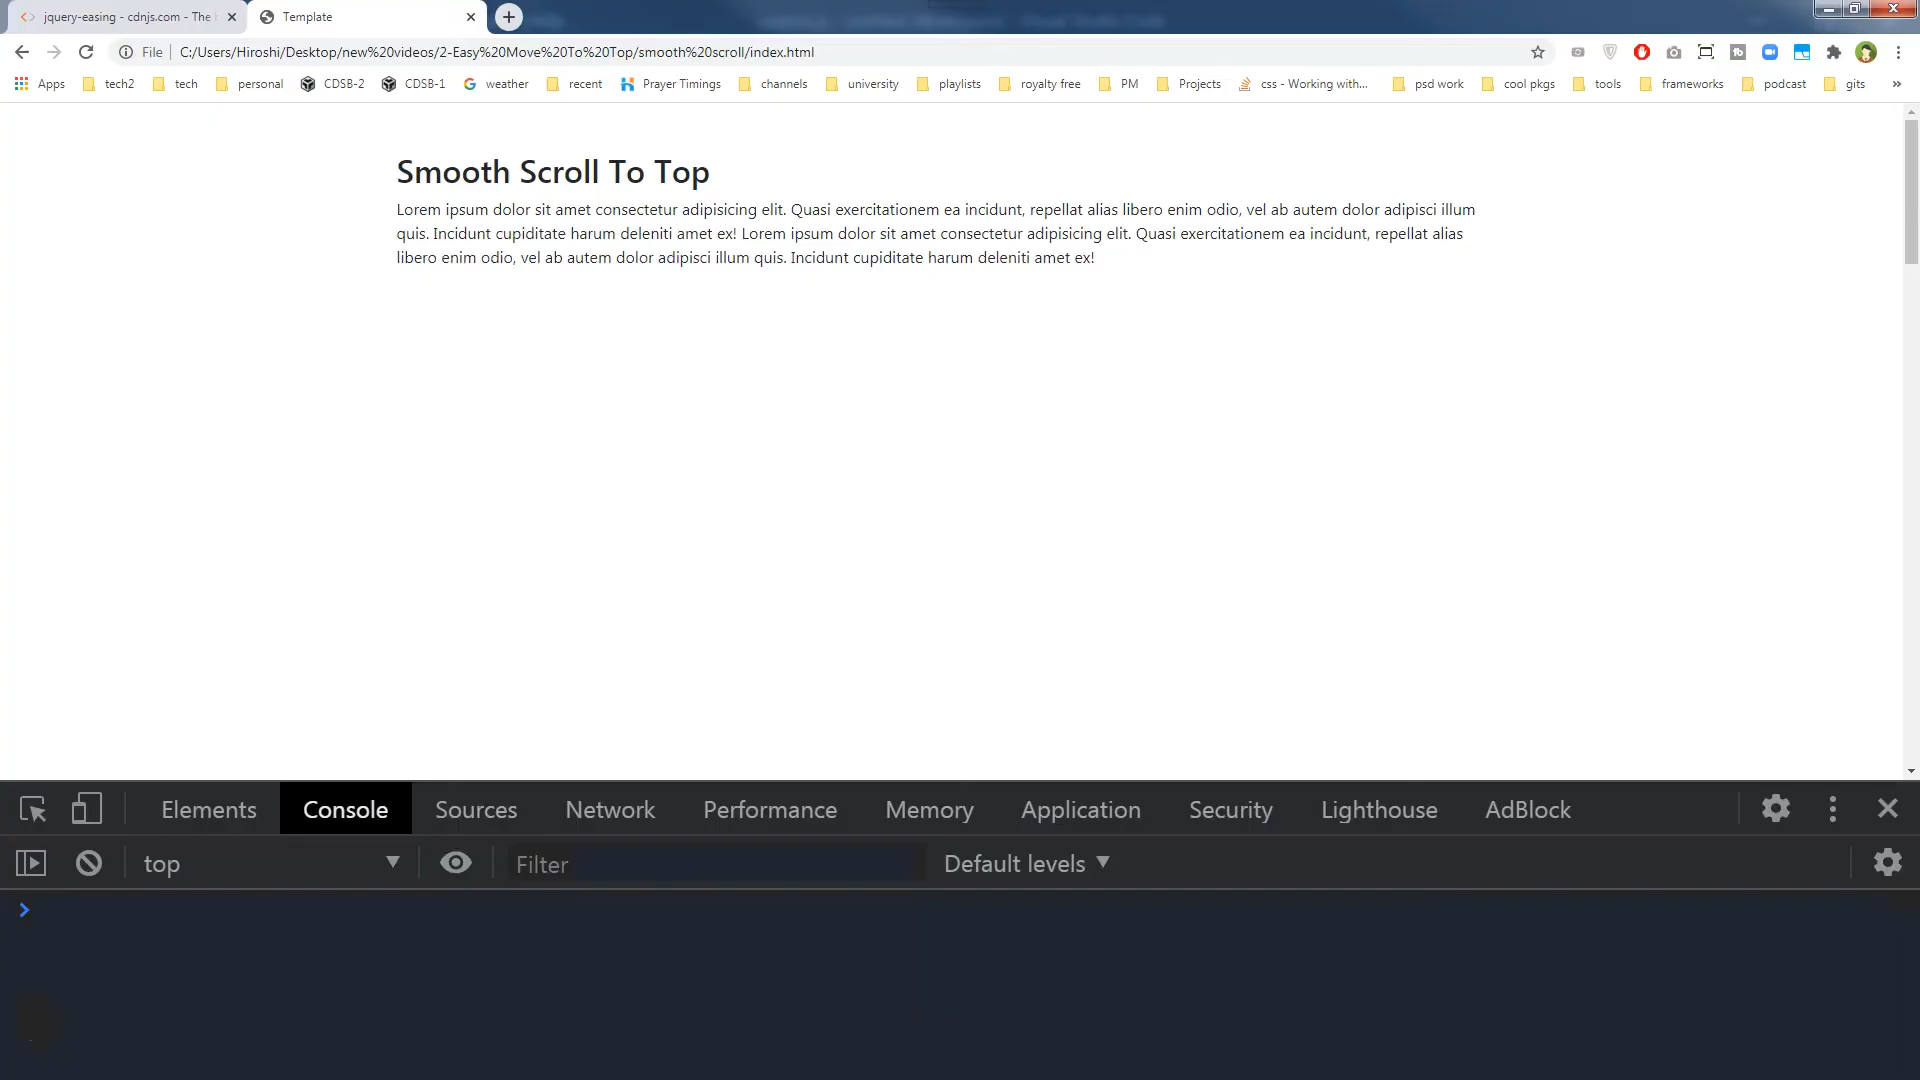 jquery-easing - cdnjs.com - The
Template
File
C:/Users/Hiroshi/Desktop/new%20videos/2-Easy%20Move%20To%20Top/smooth%20scroll/index.html
Apps tech2 tech personal CDSB-2 CDSB-1 weather recent Prayer Timings channels university playlists royalty free PM Projects css - Working with... psd work cool pkgs tools frameworks podcast gits »
Smooth Scroll To Top
Lorem ipsum dolor sit amet consectetur adipisicing elit. Quasi exercitationem ea incidunt, repellat alias libero enim odio, vel ab autem dolor adipisci illum
quis. Incidunt cupiditate harum deleniti amet ex! Lorem ipsum dolor sit amet consectetur adipisicing elit. Quasi exercitationem ea incidunt, repellat alias
libero enim odio, vel ab autem dolor adipisci illum quis. Incidunt cupiditate harum deleniti amet ex!
Elements Console Sources Network Performance Memory Application Security Lighthouse AdBlock
top Filter Default levels